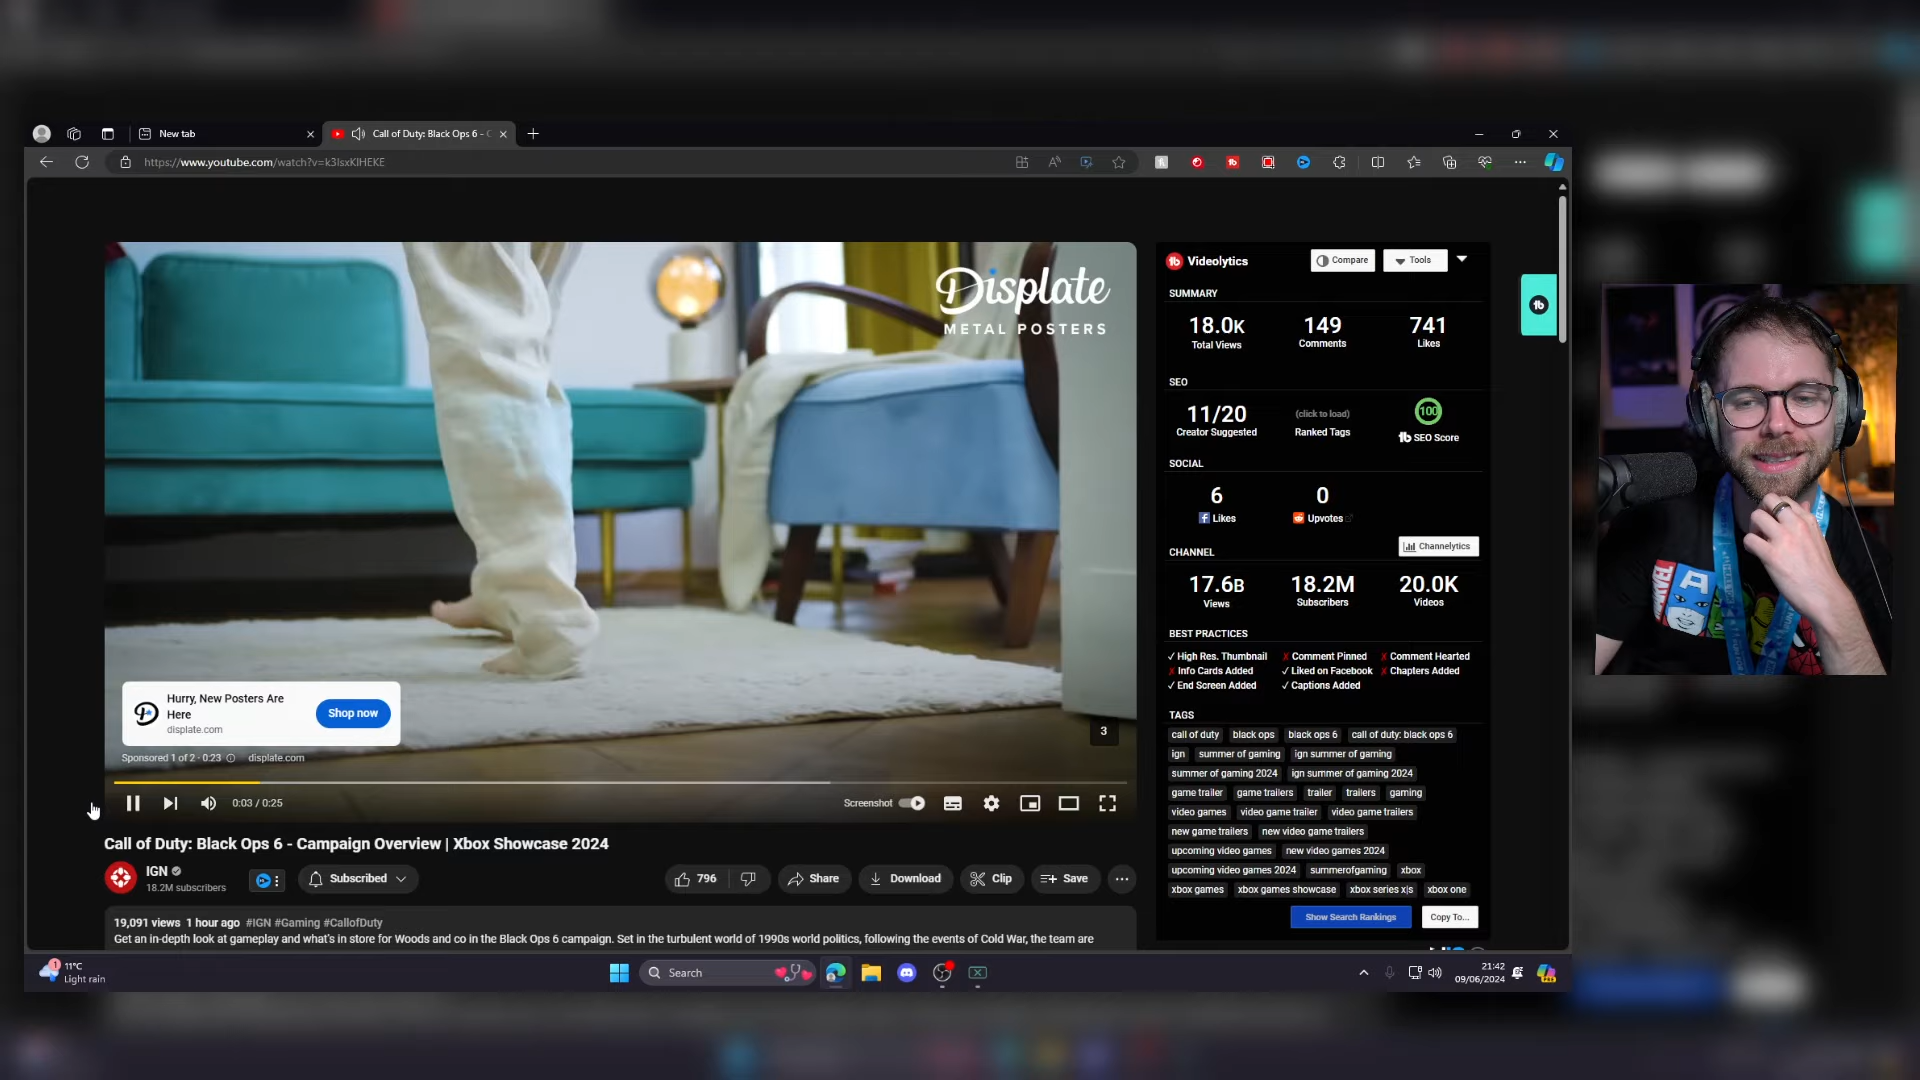 New tab
Call of Duty: Black Ops 6 - C
https://www.youtube.com/watch?v=k3IsxKlHEKE
Displate
METAL POSTERS
Hurry, New Posters Are
Here
displate.com
Shop now
3
Sponsored 1 of 2 · 0:23
displate.com
0:03 / 0:25
Screenshot
Call of Duty: Black Ops 6 - Campaign Overview | Xbox Showcase 2024
IGN
18.2M subscribers
Subscribed
796
Share
Download
Clip
Save
19,091 views 1 hour ago #IGN #Gaming #CallofDuty
Get an in-depth look at gameplay and what's in store for Woods and co in the Black Ops 6 campaign. Set in the turbulent world of 1990s world politics, following the events of Cold War, the team are
Videolytics
Compare
Tools
SUMMARY
18.0K 149 741
Total Views Comments Likes
SEO
11/20 (click to load) 100
Creator Suggested Ranked Tags SEO Score
SOCIAL
6 0
Likes Upvotes
CHANNEL
Channelytics
17.6B 18.2M 20.0K
Views Subscribers Videos
BEST PRACTICES
✓ High Res. Thumbnail ✗ Comment Pinned ✗ Comment Hearted
✗ Info Cards Added ✓ Liked on Facebook ✗ Chapters Added
✓ End Screen Added ✓ Captions Added
TAGS
call of duty black ops black ops 6 call of duty: black ops 6
ign summer of gaming ign summer of gaming
summer of gaming 2024 ign summer of gaming 2024
game trailer game trailers trailer trailers gaming
video games video game trailer video game trailers
new game trailers new video game trailers
upcoming video games new video games 2024
upcoming video games 2024 summerofgaming xbox
xbox games xbox games showcase xbox series x|s xbox one
Show Search Rankings
Copy To...
MARVEL
11°C
Light rain
Search
21:42
09/06/2024